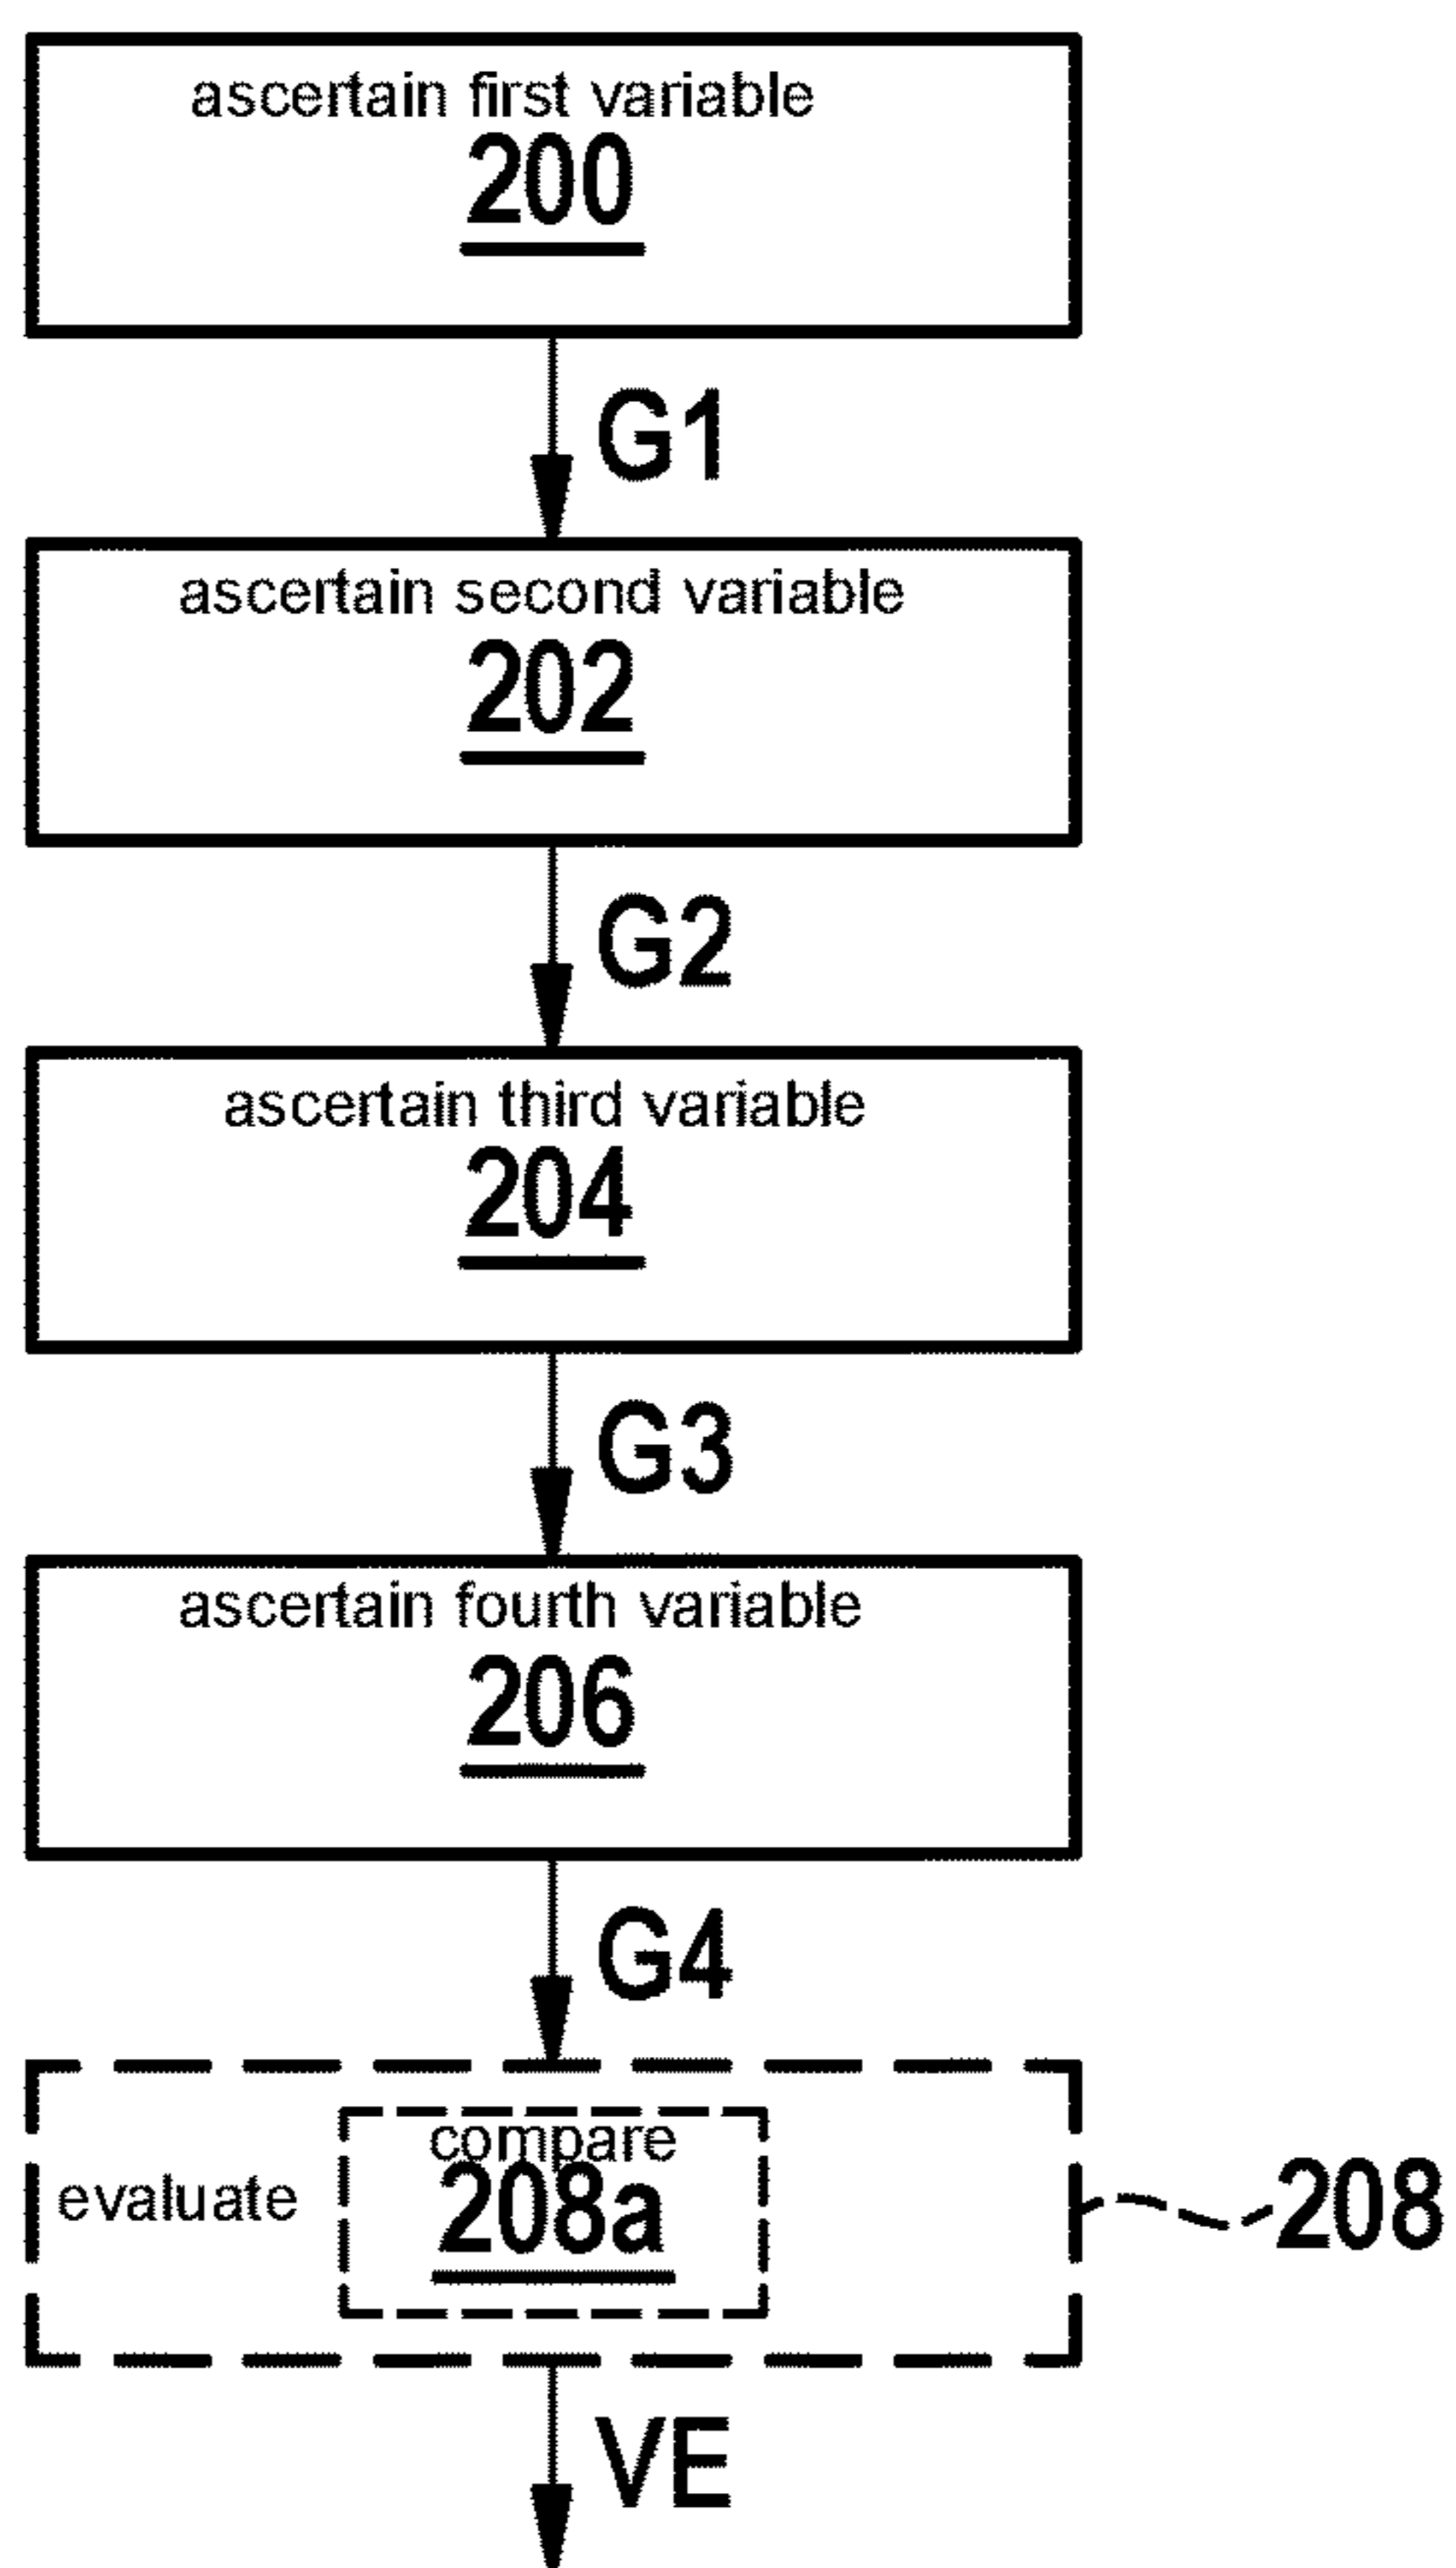 ascertain first variable
200
G1
ascertain second variable
202
G2
ascertain third variable
204
G3
ascertain fourth variable
206
G4
compare
evaluate
208a
208
VE